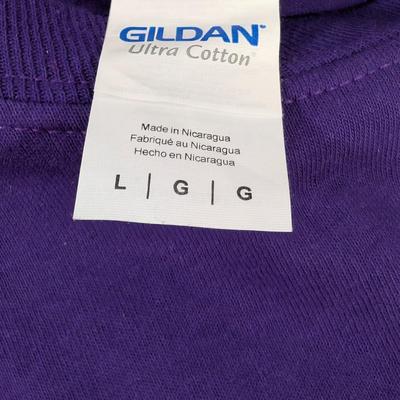 GILDAN®
Ultra Cotton®
Made in Nicaragua
Fabriqué au Nicaragua
Hecho en Nicaragua
L | G | G